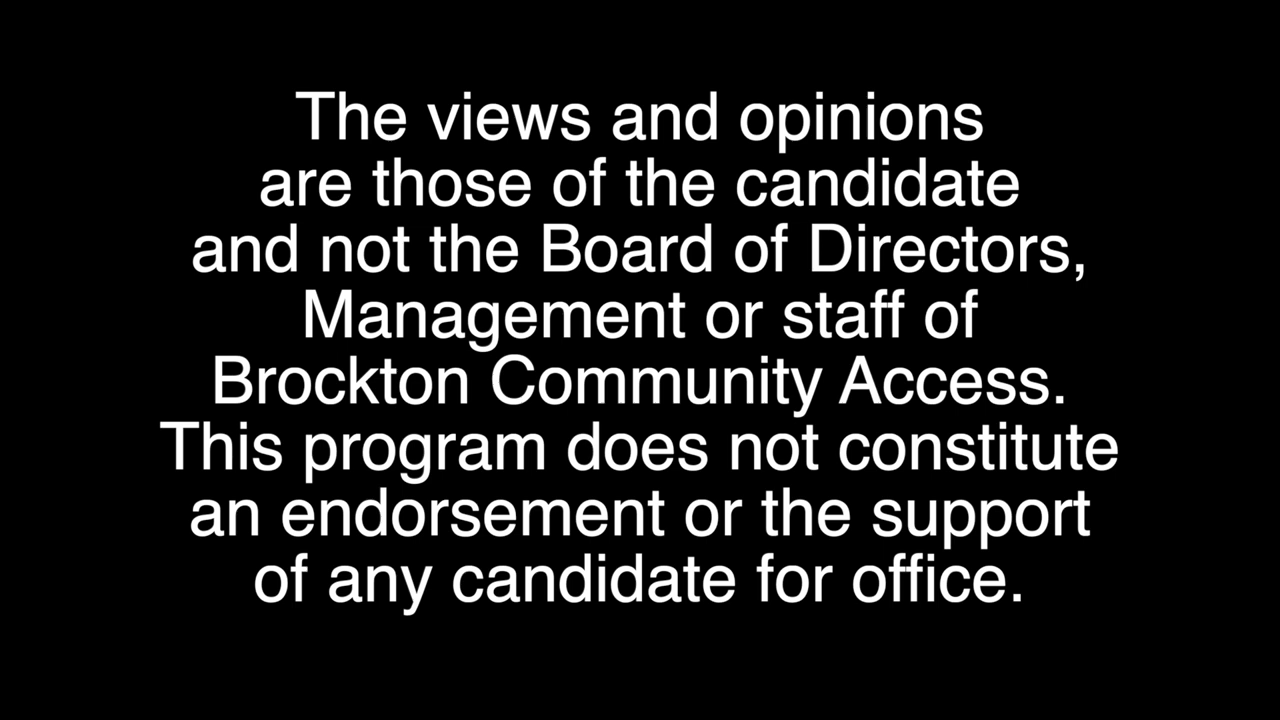 The views and opinions
are those of the candidate
and not the Board of Directors,
Management or staff of
Brockton Community Access.
This program does not constitute
an endorsement or the support
of any candidate for office.